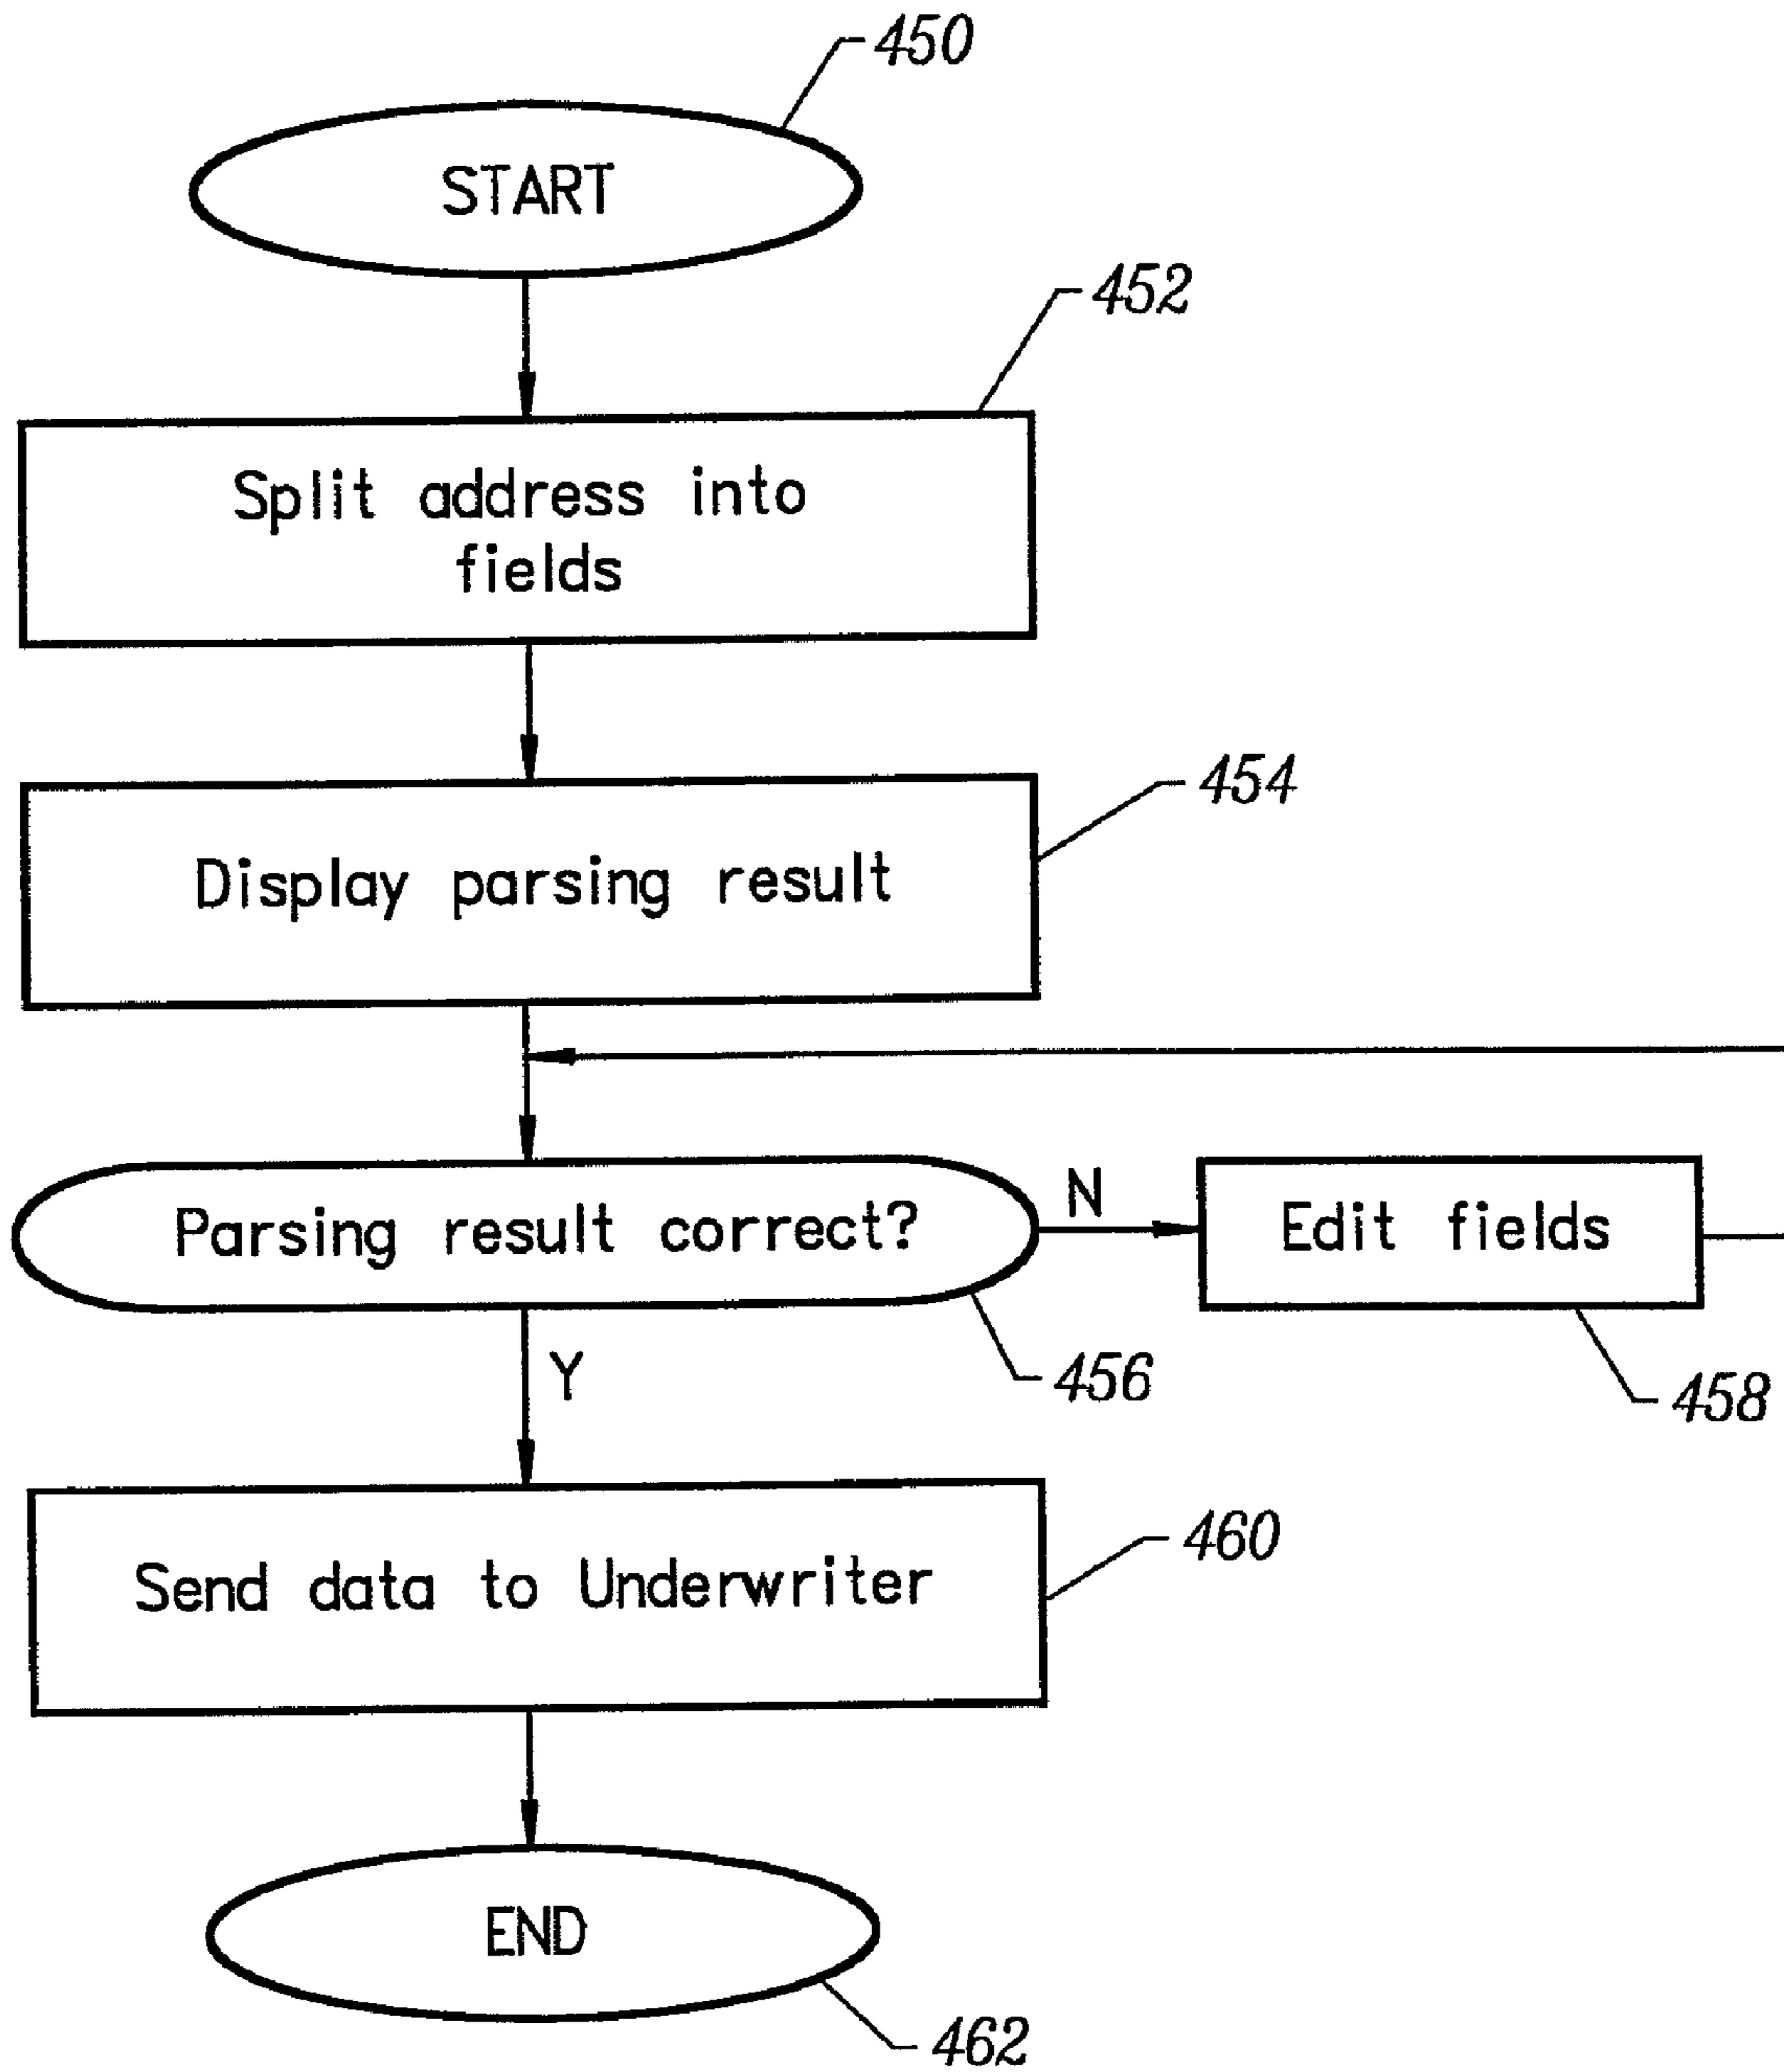 450
START
452
Split address into
fields
454
Display parsing result
Parsing result correct?
N
Edit fields
Y
456
458
460
Send data to Underwriter
END
462